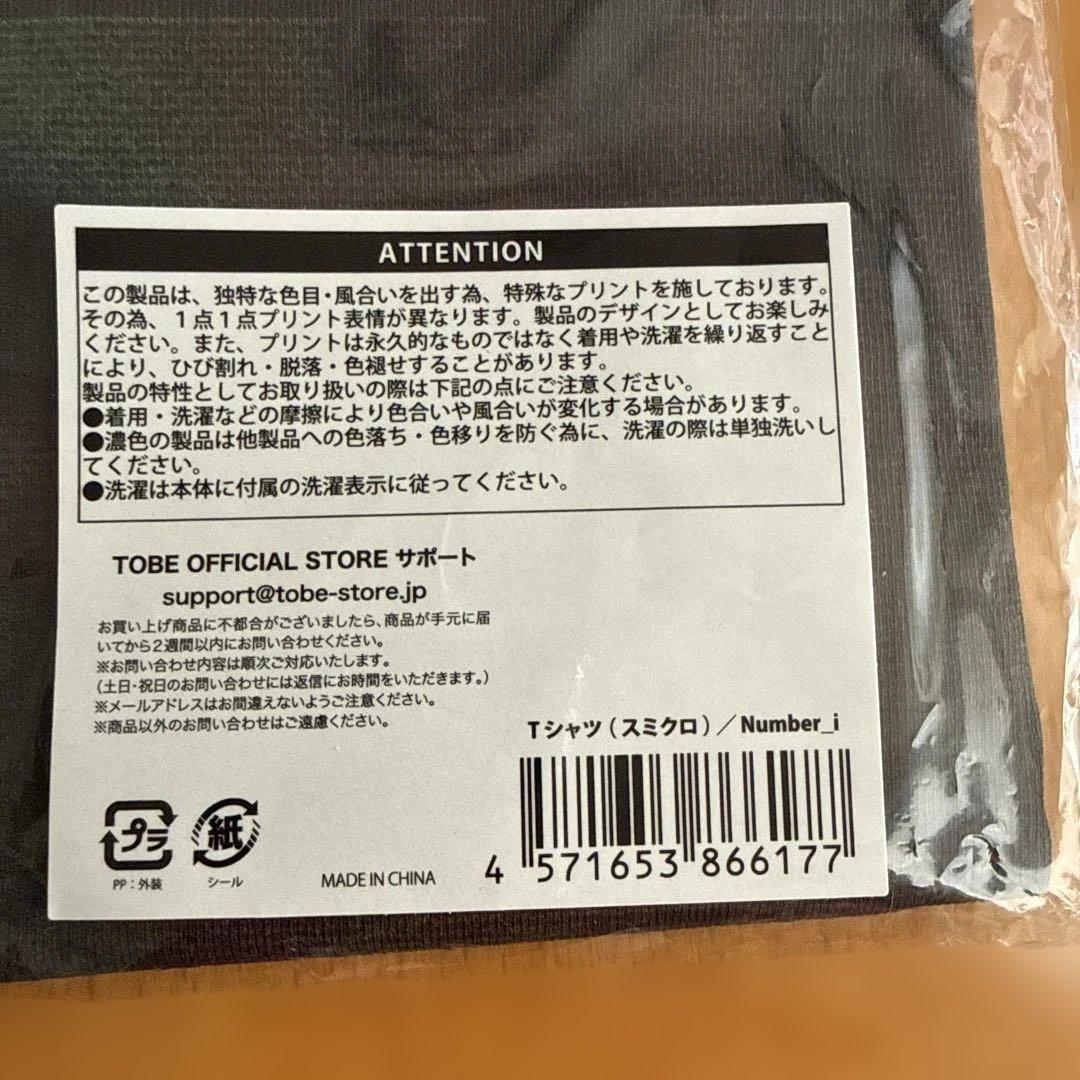 ATTENTION
この製品は、独特な色目・風合いを出す為、特殊なプリントを施しております。
その為、１点１点プリント表情が異なります。製品のデザインとしてお楽しみ
ください。また、プリントは永久的なものではなく着用や洗濯を繰り返すこと
により、ひび割れ・脱落・色褪せすることがあります。
製品の特性としてお取り扱いの際は下記の点にご注意ください。
●着用・洗濯などの摩擦により色合いや風合いが変化する場合があります。
●濃色の製品は他製品への色落ち・色移りを防ぐ為に、洗濯の際は単独洗いし
てください。
●洗濯は本体に付属の洗濯表示に従ってください。
TOBE OFFICIAL STORE サポート
support@tobe-store.jp
お買い上げ商品に不都合がございましたら、商品が手元に届
いてから2週間以内にお問い合わせください。
※お問い合わせ内容は順次ご対応いたします。
（土日・祝日のお問い合わせには返信にお時間をいただきます。）
※メールアドレスはお間違えないようご注意ください。
※商品以外のお問い合わせはご遠慮ください。
Tシャツ（スミクロ）／Number_i
プラ
PP：外装
紙
シール
MADE IN CHINA
4 571653 866177